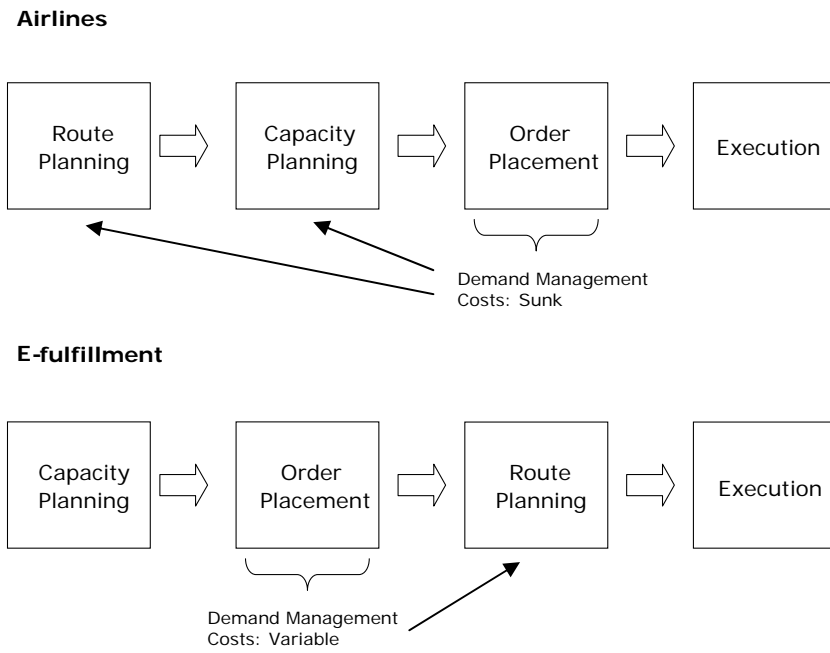 Airlines
Route
Planning
Capacity
Planning
Order
Placement
Execution
Demand Management
Costs: Sunk
E-fulfillment
Capacity
Planning
Order
Placement
Route
Planning
Execution
Demand Management
Costs: Variable